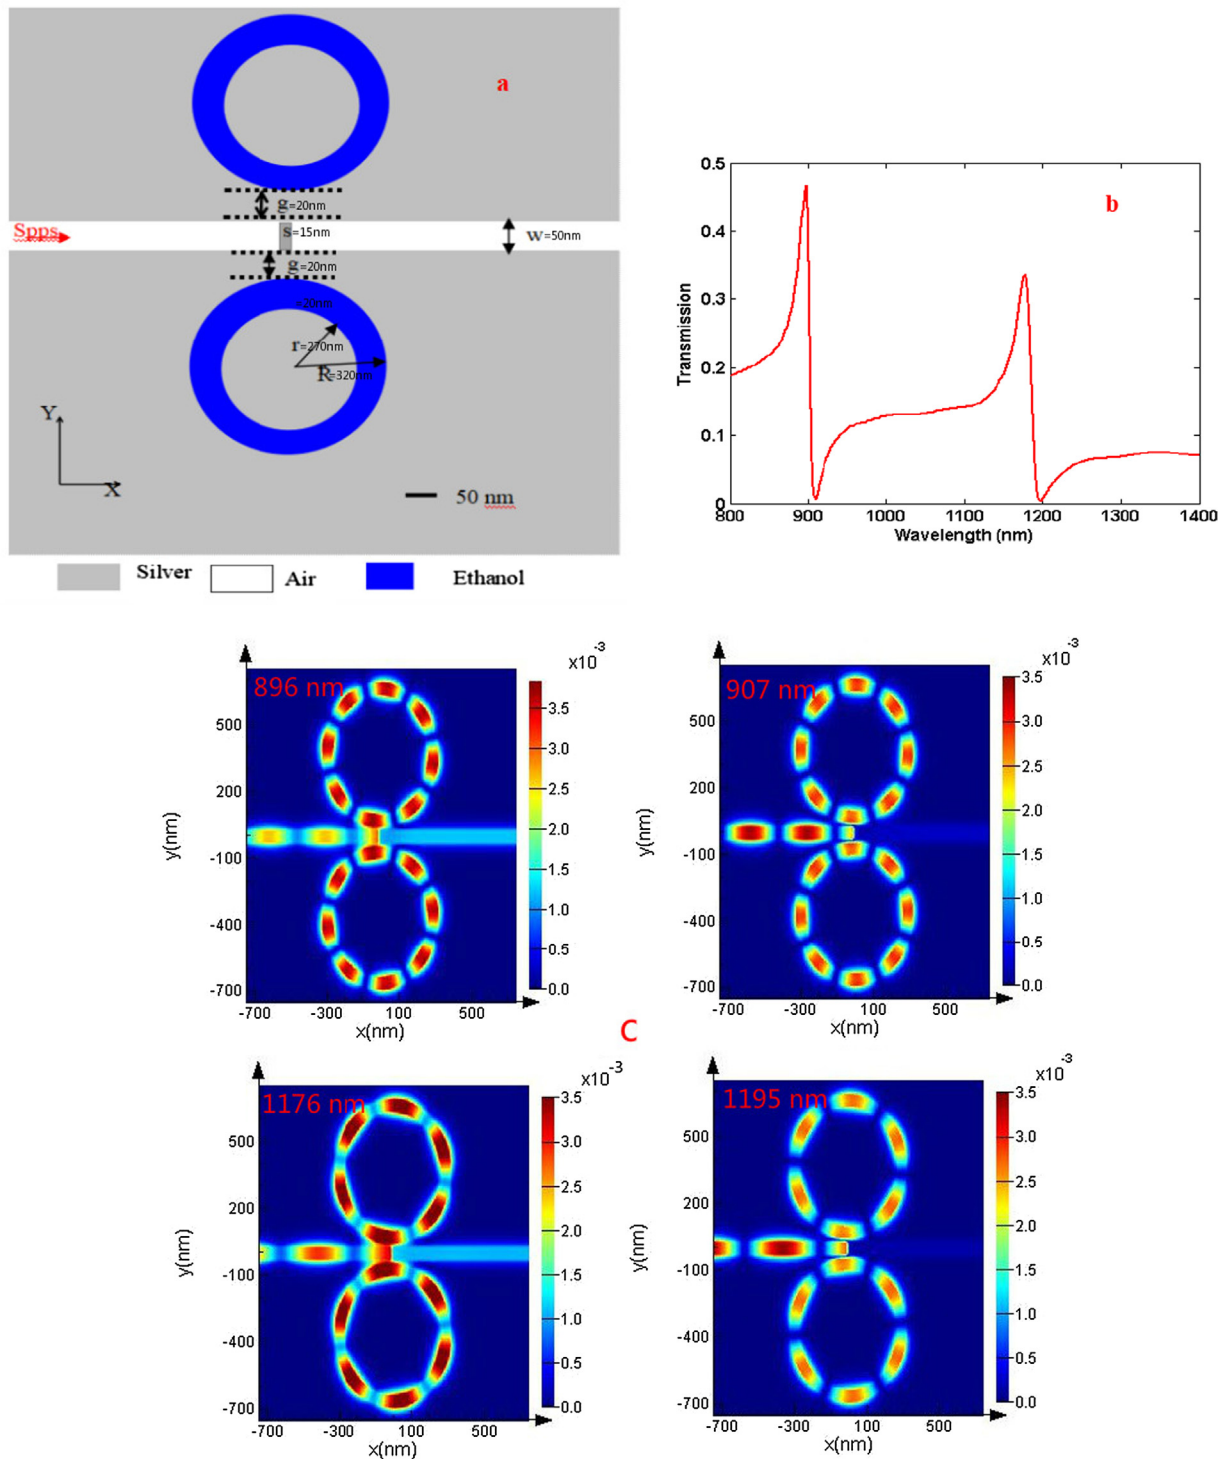 a
g=20nm
Spps
s=15nm
w=50nm
g=20nm
=20nm
r=270nm
R=320nm
Y
X
50 nm
Silver
Air
Ethanol
b
0.5
0.4
0.3
0.2
0.1
0
Transmission
800 900 1000 1100 1200 1300 1400
Wavelength (nm)
896 nm
x10-3
3.5
3.0
2.5
2.0
1.5
1.0
0.5
0.0
500
200
-100
-400
-700
y(nm)
-700 -300 100 500
x(nm)
907 nm
x10-3
3.5
3.0
2.5
2.0
1.5
1.0
0.5
0.0
500
200
-100
-400
-700
y(nm)
-700 -300 100 500
x(nm)
C
1176 nm
x10-3
3.5
3.0
2.5
2.0
1.5
1.0
0.5
0.0
500
200
-100
-400
-700
y(nm)
-700 -300 100 500
x(nm)
1195 nm
x10-3
3.5
3.0
2.5
2.0
1.5
1.0
0.5
0.0
500
200
-100
-400
-700
y(nm)
-700 -300 100 500
x(nm)